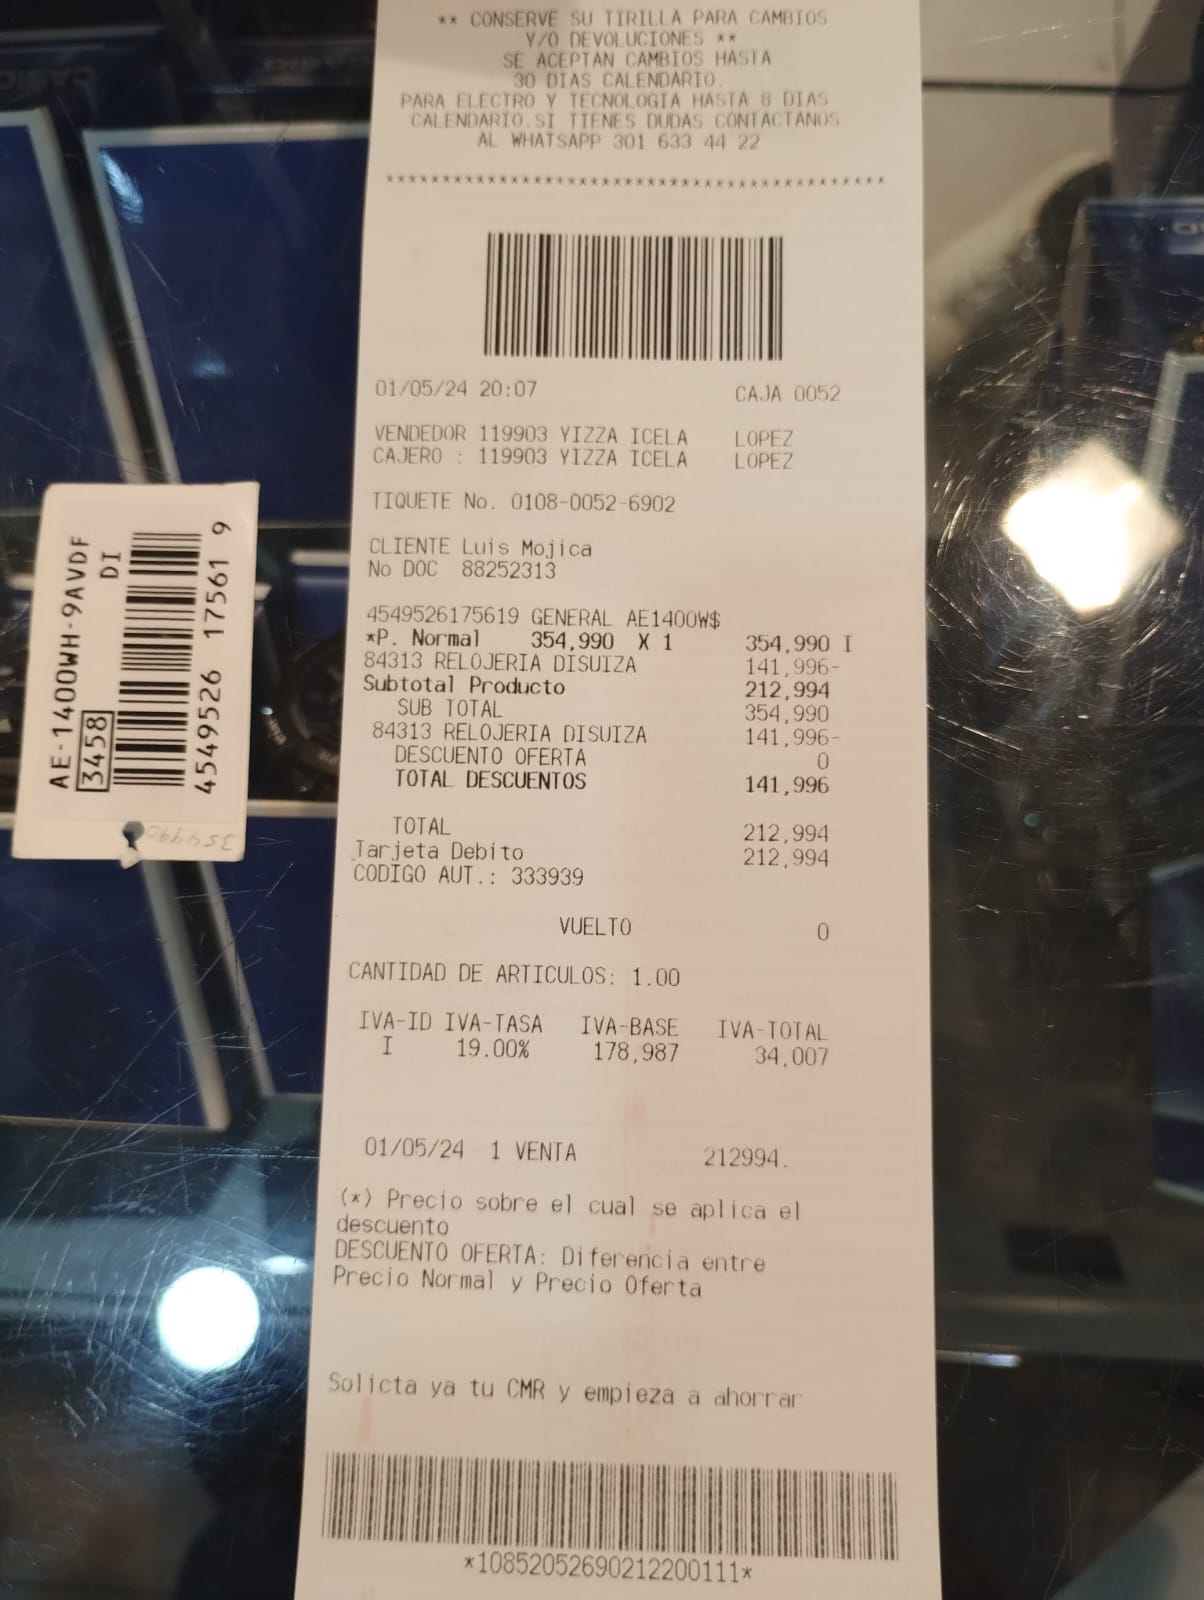 ** CONSERVE SU TIRILLA PARA CAMBIOS
Y/O DEVOLUCIONES **
SE ACEPTAN CAMBIOS HASTA
30 DIAS CALENDARIO.
PARA ELECTRO Y TECNOLOGIA HASTA 8 DIAS
CALENDARIO.SI TIENES DUDAS CONTACTANOS
AL WHATSAPP 301 633 44 22
********************************************
01/05/24 20:07 CAJA 0052
VENDEDOR 119903 YIZZA ICELA LOPEZ
CAJERO : 119903 YIZZA ICELA LOPEZ
TIQUETE No. 0108-0052-6902
CLIENTE Luis Mojica
No DOC 88252313
4549526175619 GENERAL AE1400W$
*P. Normal 354,990 X 1 354,990 I
84313 RELOJERIA DISUIZA 141,996-
Subtotal Producto 212,994
SUB TOTAL 354,990
84313 RELOJERIA DISUIZA 141,996-
DESCUENTO OFERTA 0
TOTAL DESCUENTOS 141,996
TOTAL 212,994
Tarjeta Debito 212,994
CODIGO AUT.: 333939
VUELTO 0
CANTIDAD DE ARTICULOS: 1.00
IVA-ID IVA-TASA IVA-BASE IVA-TOTAL
I 19.00% 178,987 34,007
01/05/24 1 VENTA 212994.
(*) Precio sobre el cual se aplica el
descuento
DESCUENTO OFERTA: Diferencia entre
Precio Normal y Precio Oferta
Solicta ya tu CMR y empieza a ahorrar
*10852052690212200111*
AE-1400WH-9AVDF
DI
3458
4549526 17561 9
354990
CASIO